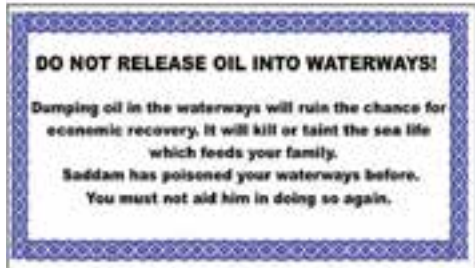 DO NOT RELEASE OIL INTO WATERWAYS!
Dumping oil in the waterways will ruin the chance for
economic recovery. It will kill or taint the sea life
which feeds your family.
Saddam has poisoned your waterways before.
You must not aid him in doing so again.